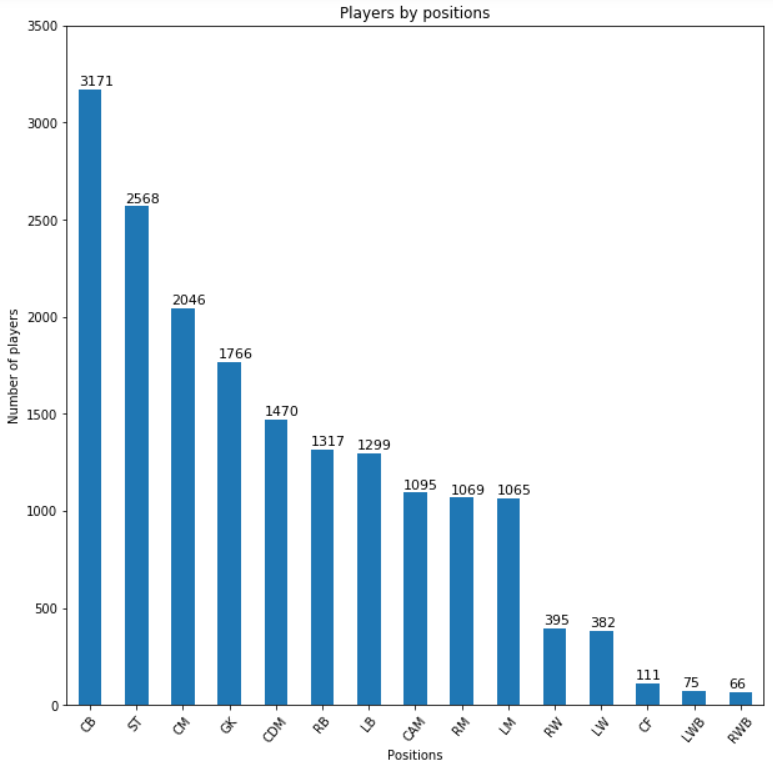 Players by positions
3500
3000
2500
2000
1500
1000
500
0
Number of players
3171
2568
2046
1766
1470
1317
1299
1095
1069
1065
395
382
111
75
66
CB
ST
CM
GK
CDM
RB
LB
CAM
RM
LM
RW
LW
CF
LWB
RWB
Positions